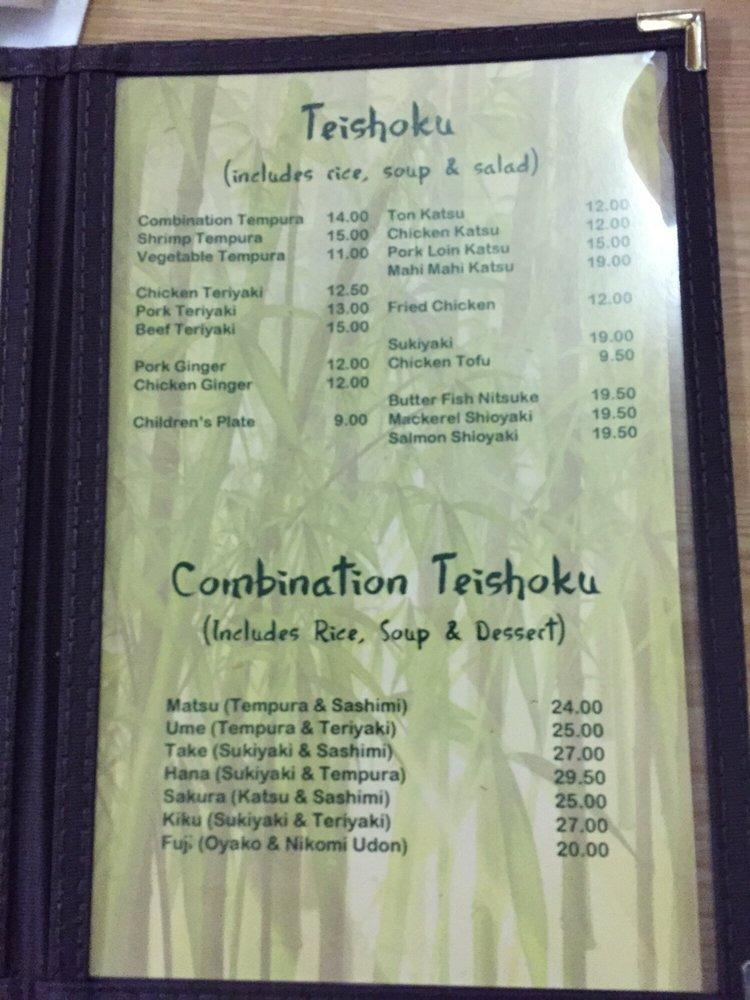 Teishoku
(includes rice, soup & salad)
Combination Tempura 14.00
Shrimp Tempura 15.00
Vegetable Tempura 11.00
Chicken Teriyaki 12.50
Pork Teriyaki 13.00
Beef Teriyaki 15.00
Pork Ginger 12.00
Chicken Ginger 12.00
Children's Plate 9.00
Ton Katsu 12.00
Chicken Katsu 12.00
Pork Loin Katsu 15.00
Mahi Mahi Katsu 19.00
Fried Chicken 12.00
Sukiyaki 19.00
Chicken Tofu 9.50
Butter Fish Nitsuke 19.50
Mackerel Shioyaki 19.50
Salmon Shioyaki 19.50
Combination Teishoku
(Includes Rice, Soup & Dessert)
Matsu (Tempura & Sashimi) 24.00
Ume (Tempura & Teriyaki) 25.00
Take (Sukiyaki & Sashimi) 27.00
Hana (Sukiyaki & Tempura) 29.50
Sakura (Katsu & Sashimi) 25.00
Kiku (Sukiyaki & Teriyaki) 27.00
Fuji (Oyako & Nikomi Udon) 20.00